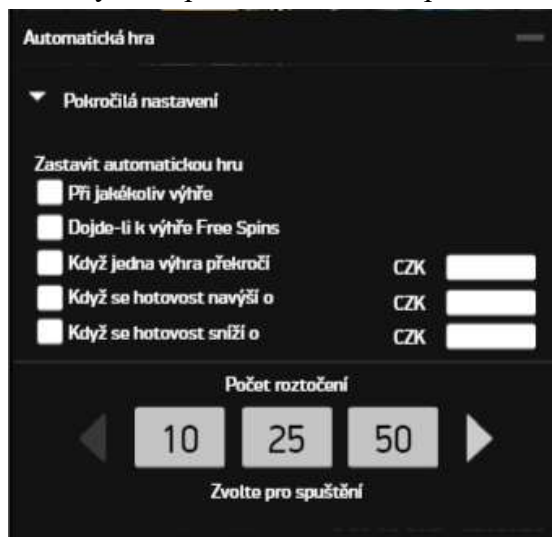 Automatická hra
Pokročilá nastavení
Zastavit automatickou hru
Při jakékoliv výhře
Dojde-li k výhře Free Spins
Když jedna výhra překročí CZK
Když se hotovost navýší o CZK
Když se hotovost sníží o CZK
Počet roztočení
10 25 50
Zvolte pro spuštění